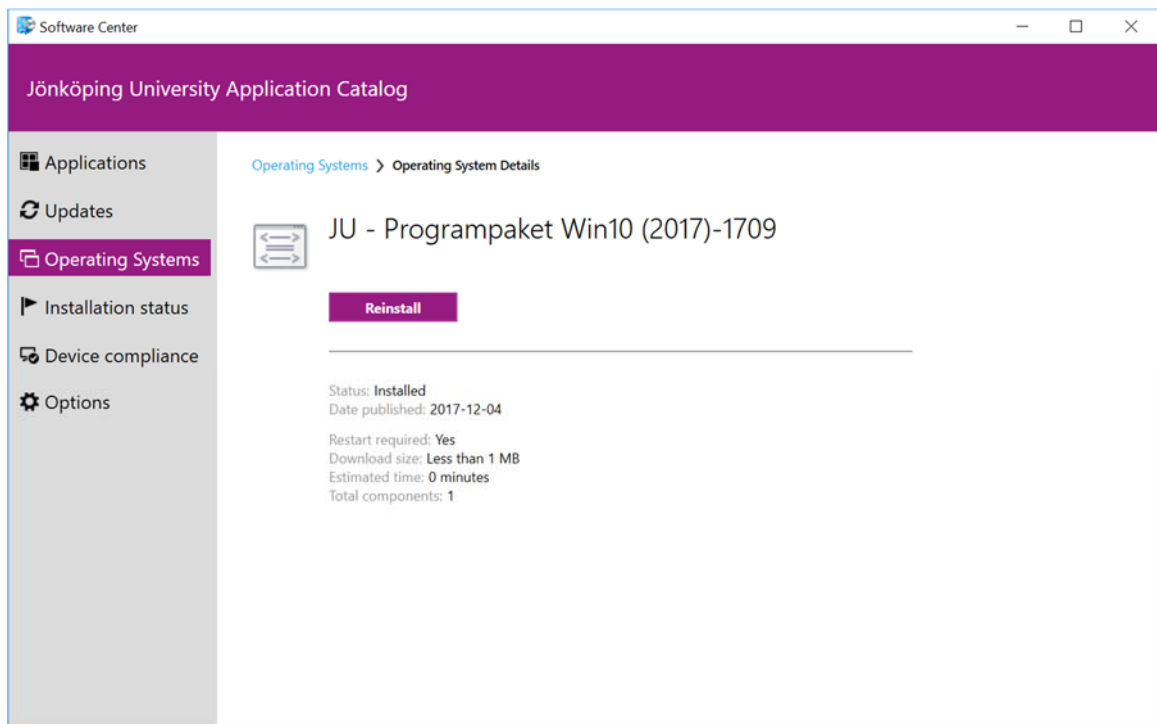 Software Center
Jönköping University Application Catalog
Applications
Updates
Operating Systems
Installation status
Device compliance
Options
Operating Systems ❯ Operating System Details
JU - Programpaket Win10 (2017)-1709
Reinstall
Status: Installed
Date published: 2017-12-04
Restart required: Yes
Download size: Less than 1 MB
Estimated time: 0 minutes
Total components: 1